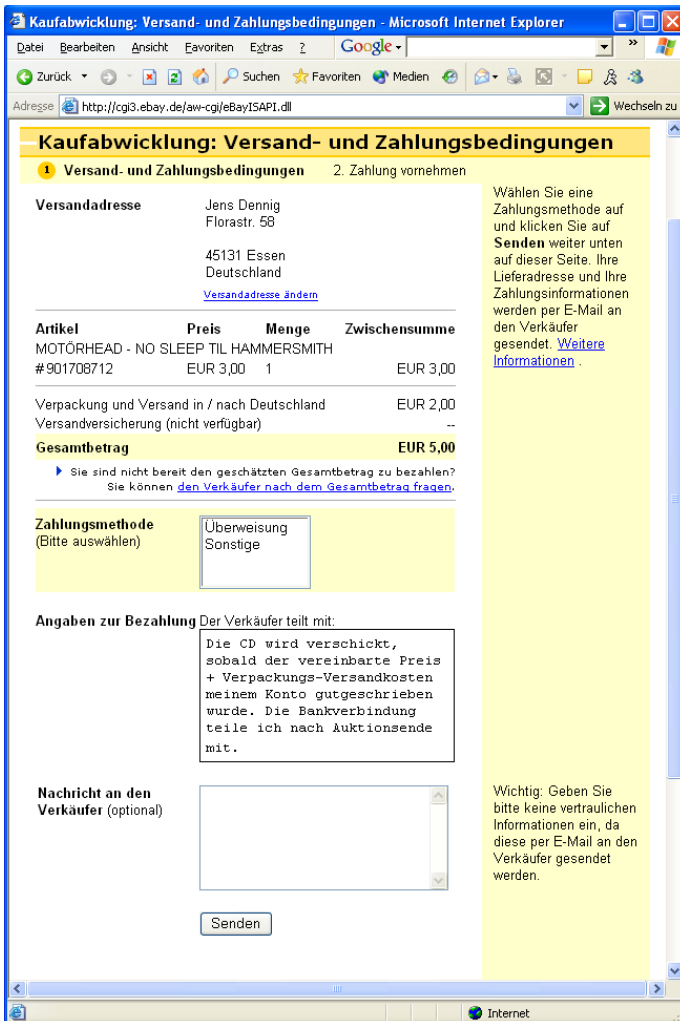 Kaufabwicklung: Versand- und Zahlungsbedingungen - Microsoft Internet Explorer
Datei Bearbeiten Ansicht Favoriten Extras ? Google »
Zurück Suchen Favoriten Medien
Adresse http://cgi3.ebay.de/aw-cgi/eBayISAPI.dll Wechseln zu
Kaufabwicklung: Versand- und Zahlungsbedingungen
1 Versand- und Zahlungsbedingungen 2. Zahlung vornehmen
Versandadresse Jens Dennig
Florastr. 58
45131 Essen
Deutschland
Versandadresse ändern
Wählen Sie eine
Zahlungsmethode auf
und klicken Sie auf
Senden weiter unten
auf dieser Seite. Ihre
Lieferadresse und Ihre
Zahlungsinformationen
werden per E-Mail an
den Verkäufer
gesendet. Weitere
Informationen .
Artikel Preis Menge Zwischensumme
MOTÖRHEAD - NO SLEEP TIL HAMMERSMITH
#901708712 EUR 3,00 1 EUR 3,00
Verpackung und Versand in / nach Deutschland EUR 2,00
Versandversicherung (nicht verfügbar) --
Gesamtbetrag EUR 5,00
Sie sind nicht bereit den geschätzten Gesamtbetrag zu bezahlen?
Sie können den Verkäufer nach dem Gesamtbetrag fragen.
Zahlungsmethode
(Bitte auswählen)
Überweisung
Sonstige
Angaben zur Bezahlung Der Verkäufer teilt mit:
Die CD wird verschickt,
sobald der vereinbarte Preis
+ Verpackungs-Versandkosten
meinem Konto gutgeschrieben
wurde. Die Bankverbindung
teile ich nach Auktionsende
mit.
Nachricht an den
Verkäufer (optional)
Wichtig: Geben Sie
bitte keine vertraulichen
Informationen ein, da
diese per E-Mail an den
Verkäufer gesendet
werden.
Senden
Internet